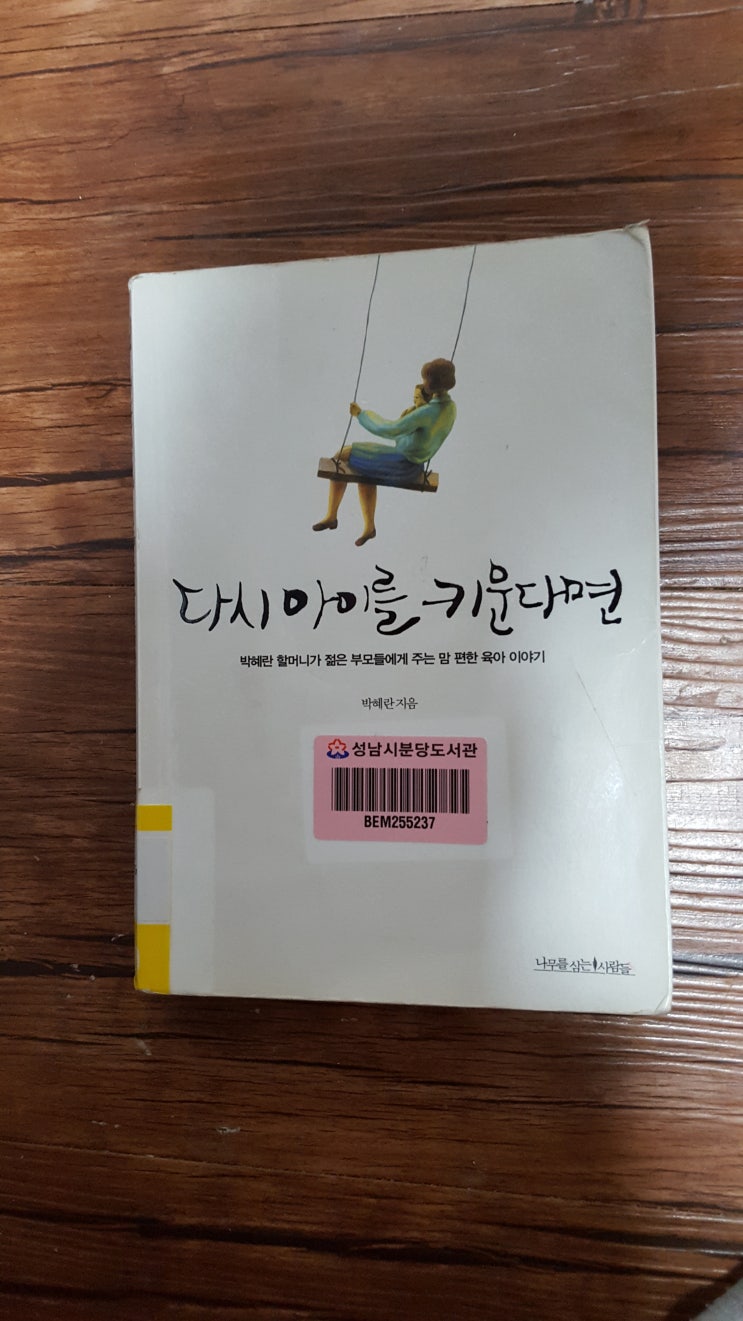 다시 아이를 키운다면
박혜란 할머니가 젊은 부모들에게 주는 맘 편한 육아 이야기
박혜란 지음
성남시분당도서관
BEM255237
나무를 심는 사람들